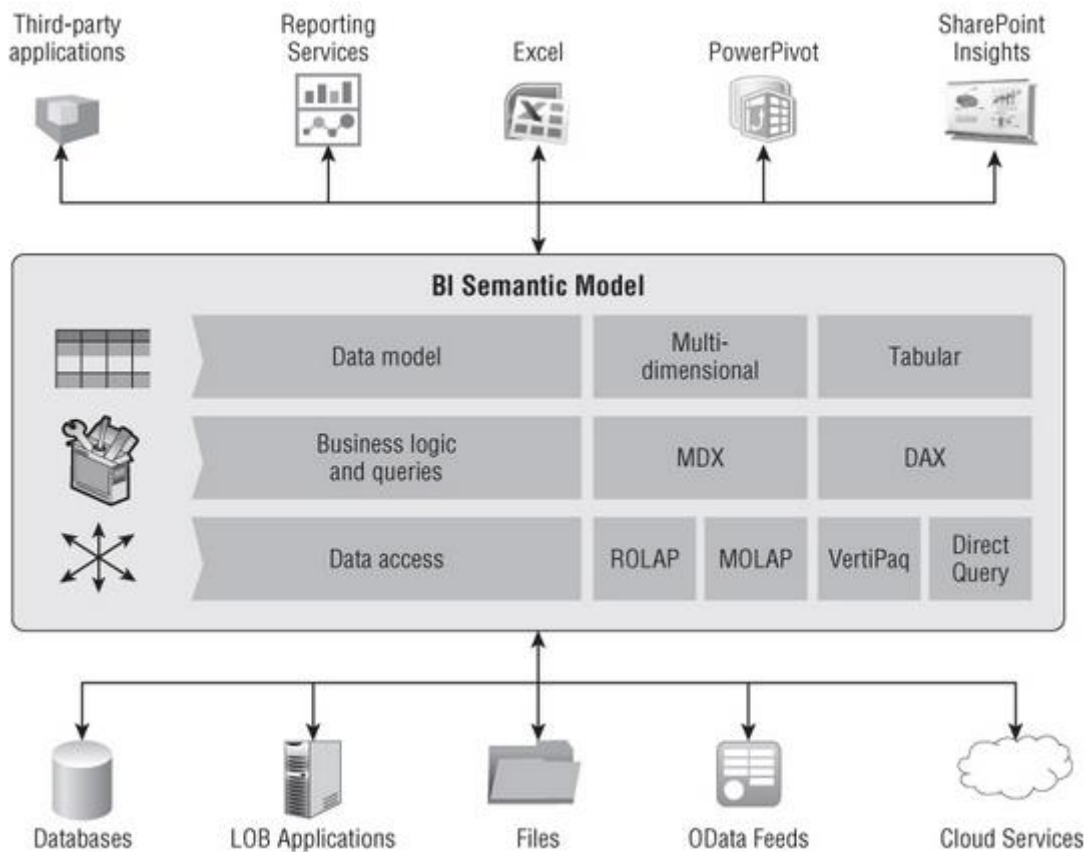 Third-party
applications
Reporting
Services
Excel
PowerPivot
SharePoint
Insights
BI Semantic Model
Data model
Multi-
dimensional
Tabular
Business logic
and queries
MDX
DAX
Data access
ROLAP
MOLAP
VertiPaq
Direct
Query
Databases
LOB Applications
Files
OData Feeds
Cloud Services